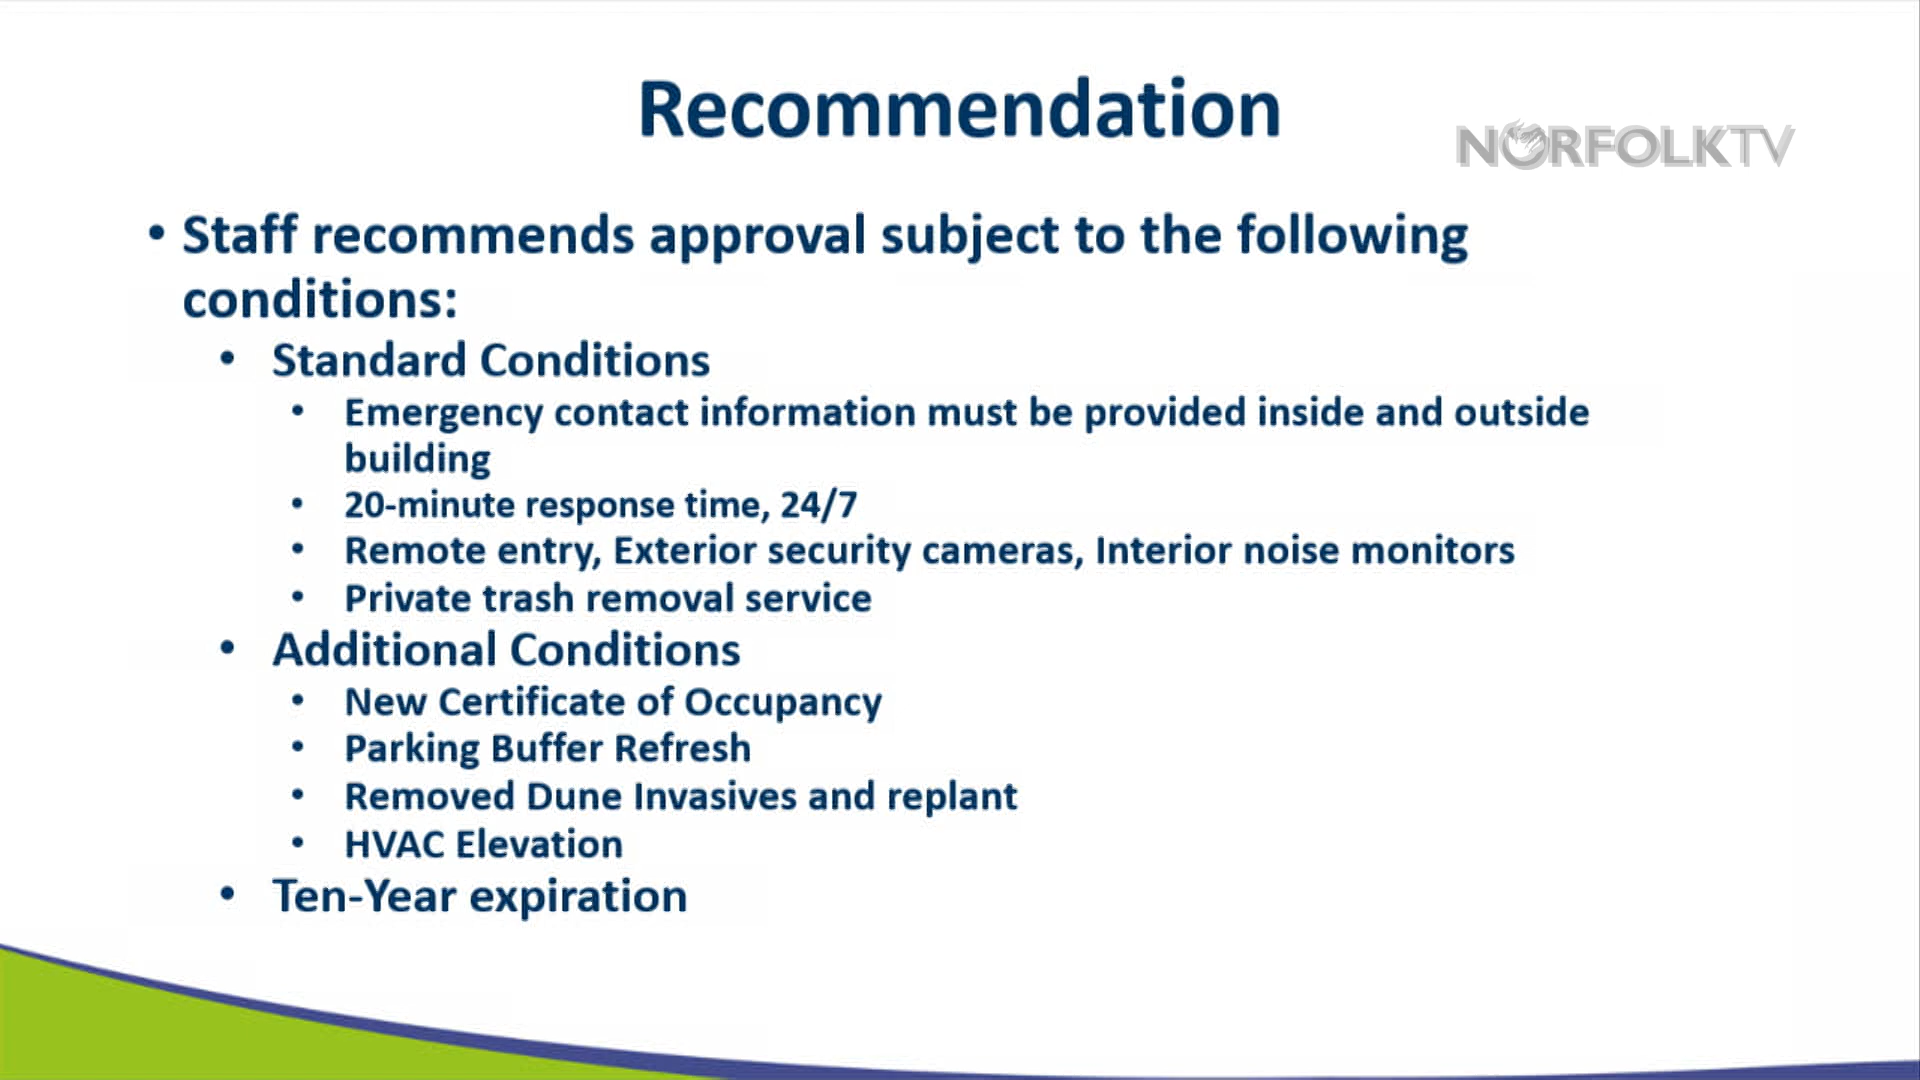 Recommendation
NORFOLKTV
• Staff recommends approval subject to the following
conditions:
• Standard Conditions
• Emergency contact information must be provided inside and outside
building
• 20-minute response time, 24/7
• Remote entry, Exterior security cameras, Interior noise monitors
• Private trash removal service
• Additional Conditions
• New Certificate of Occupancy
• Parking Buffer Refresh
• Removed Dune Invasives and replant
• HVAC Elevation
• Ten-Year expiration